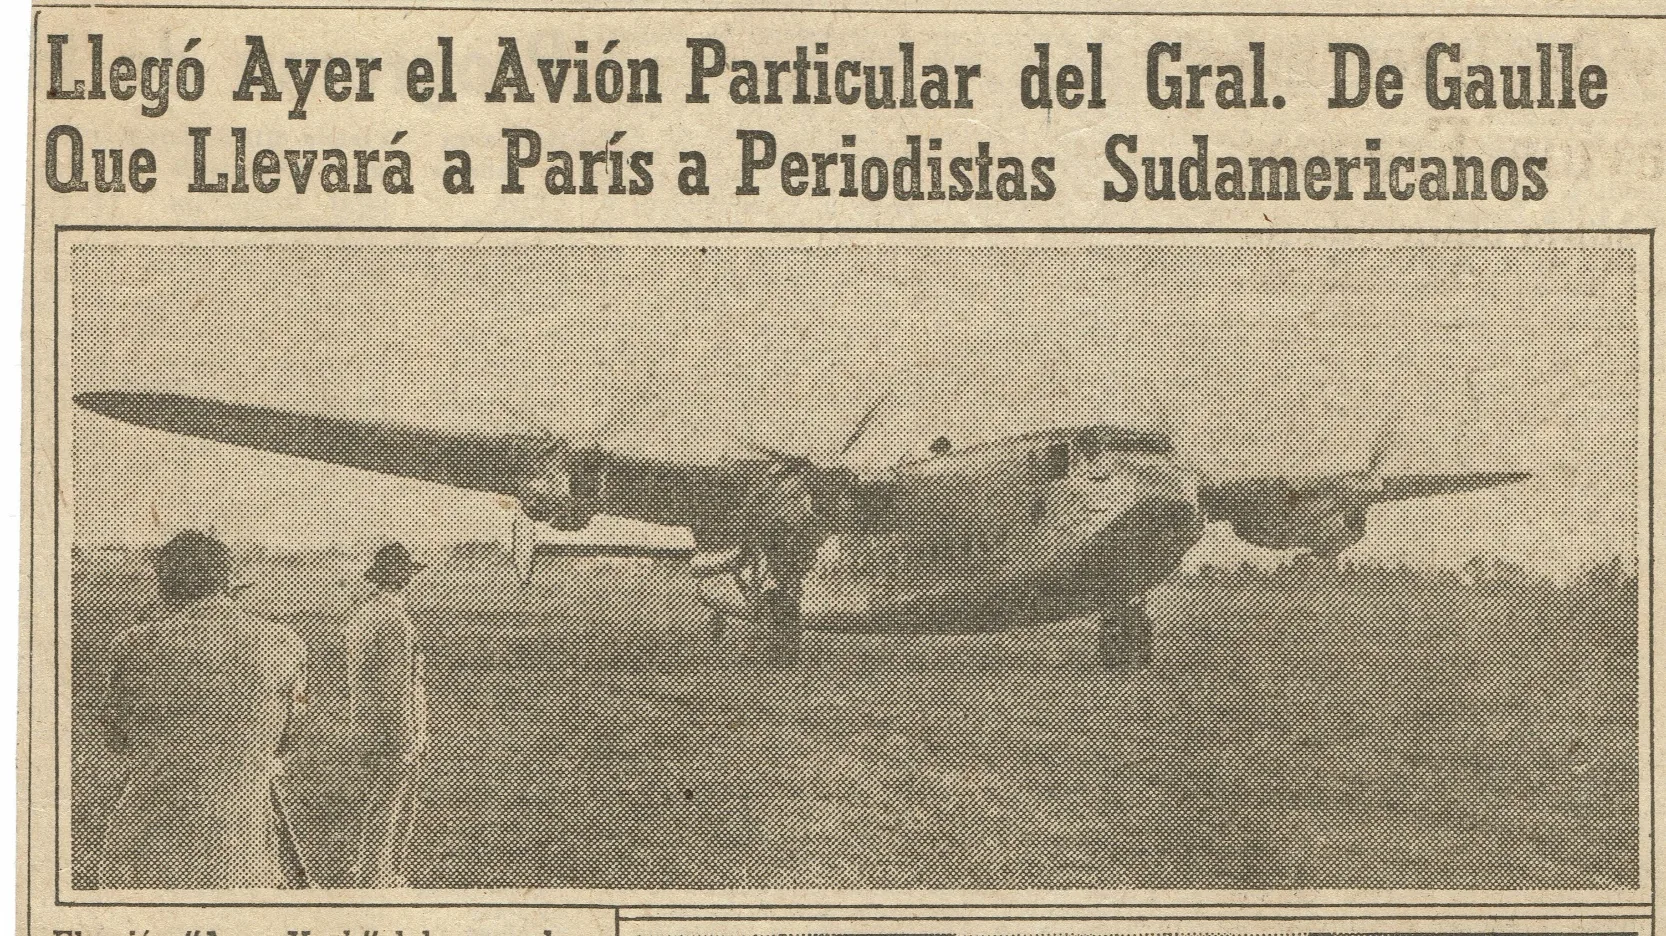 Llegó Ayer el Avión Particular del Gral. De Gaulle
Que Llevará a París a Periodistas Sudamericanos